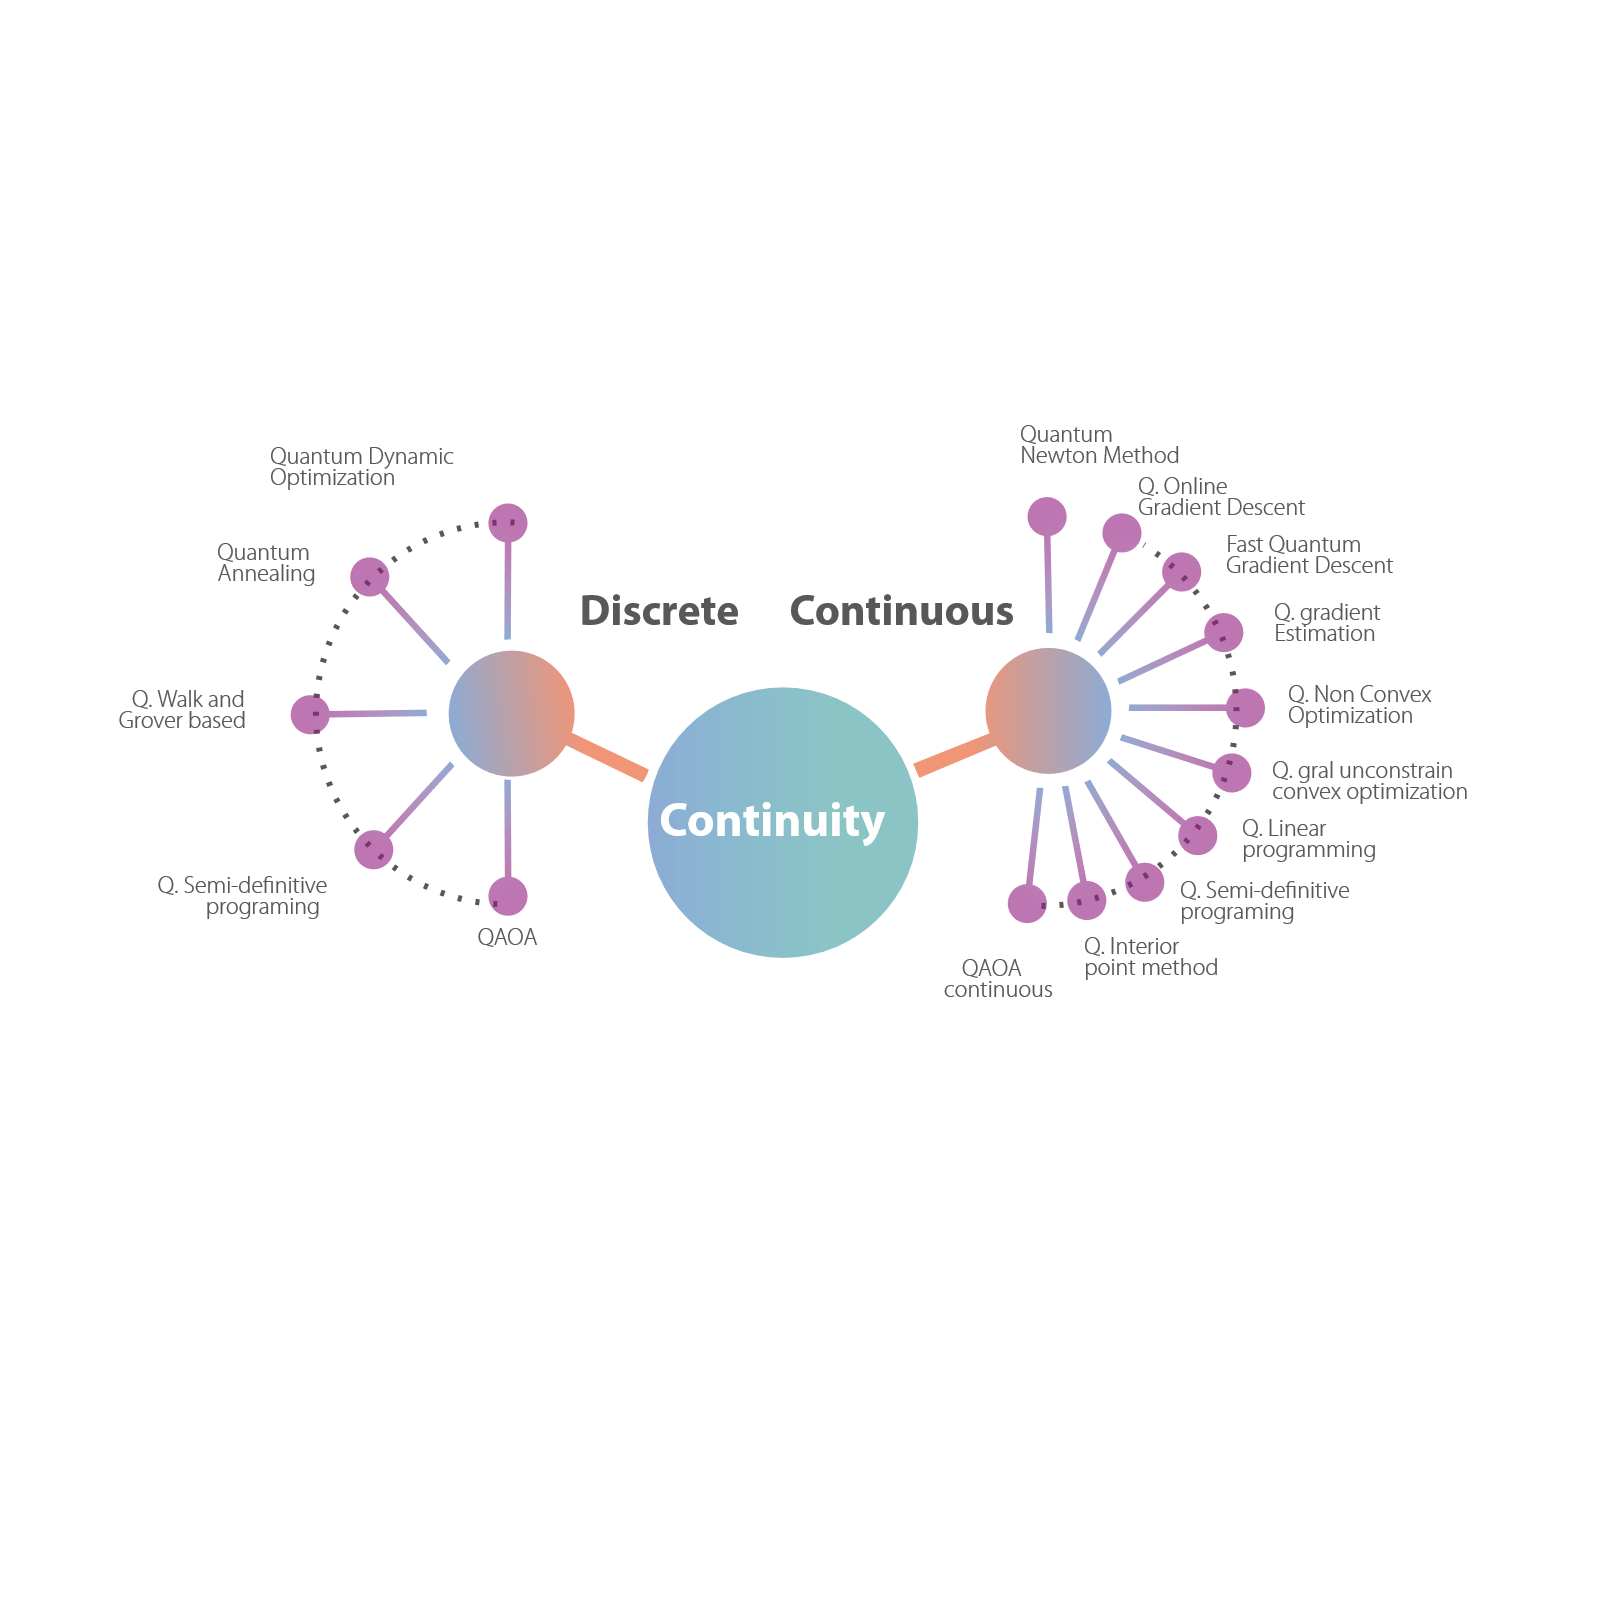 Quantum Dynamic
Optimization
Quantum
Annealing
Q. Walk and
Grover based
Q. Semi-definitive
programing
QAOA
Discrete
Continuous
Continuity
Quantum
Newton Method
Q. Online
Gradient Descent
Fast Quantum
Gradient Descent
Q. gradient
Estimation
Q. Non Convex
Optimization
Q. gral unconstrain
convex optimization
Q. Linear
programming
Q. Semi-definitive
programing
Q. Interior
point method
QAOA
continuous